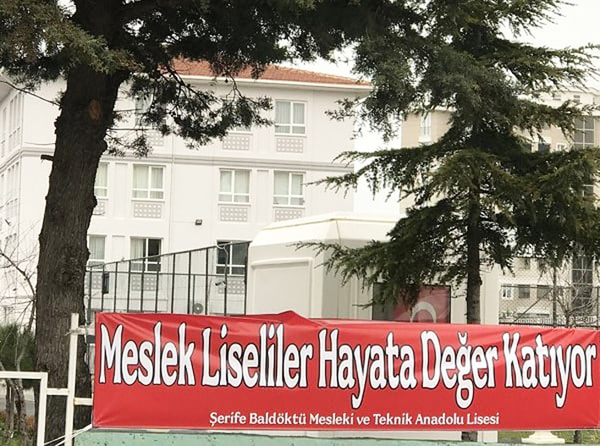 Meslek Liseliler Hayata Değer Katıyor
Şerife Baldöktü Mesleki ve Teknik Anadolu Lisesi